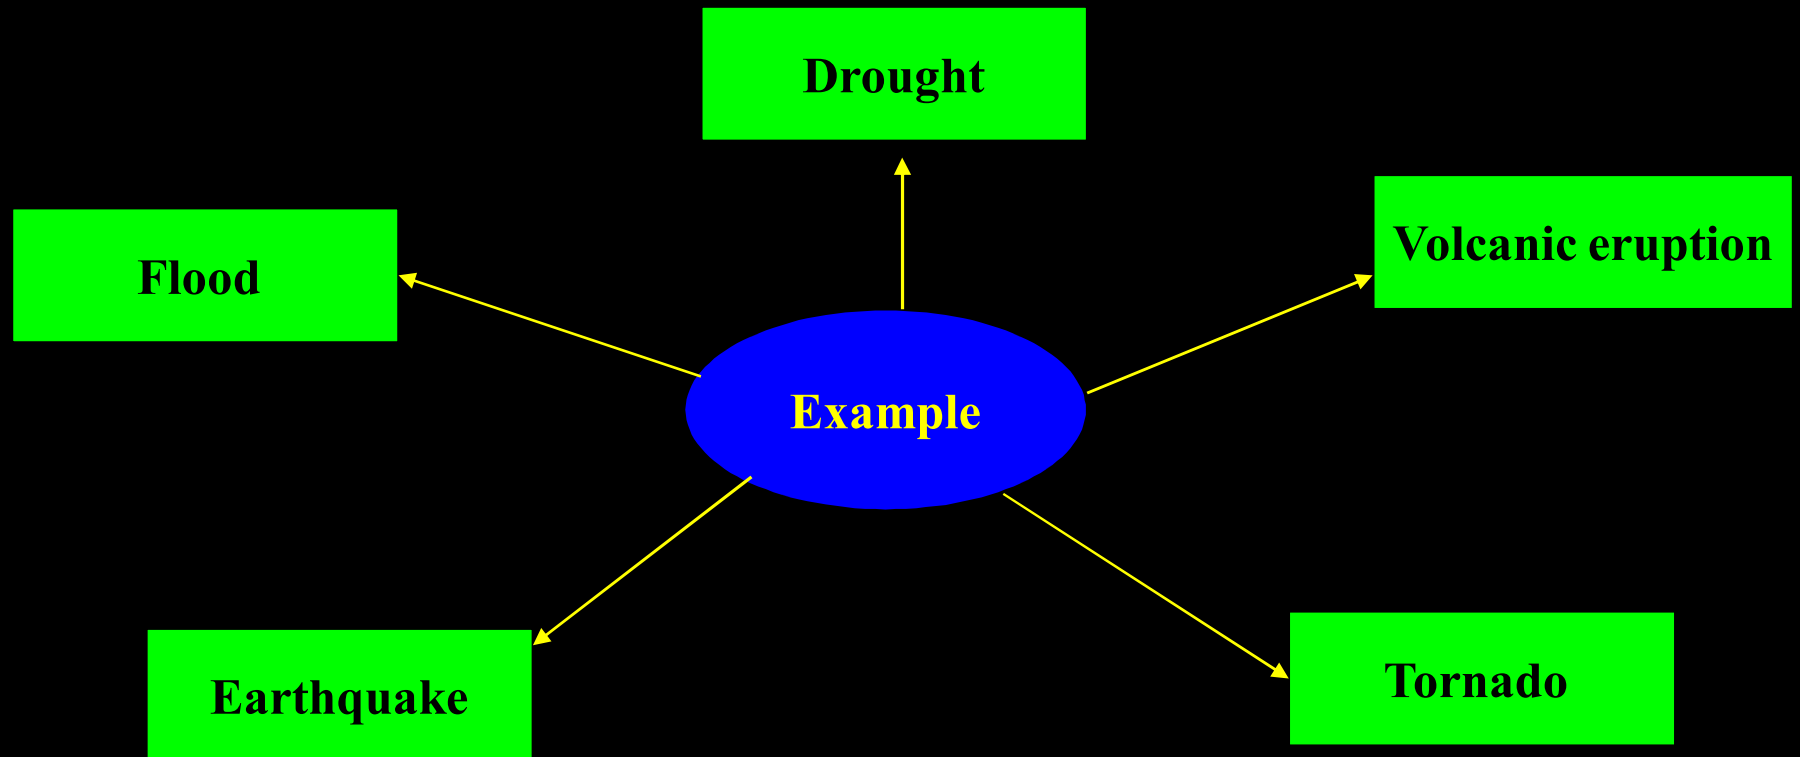 Drought
Volcanic eruption
Flood
Example
Tornado
Earthquake